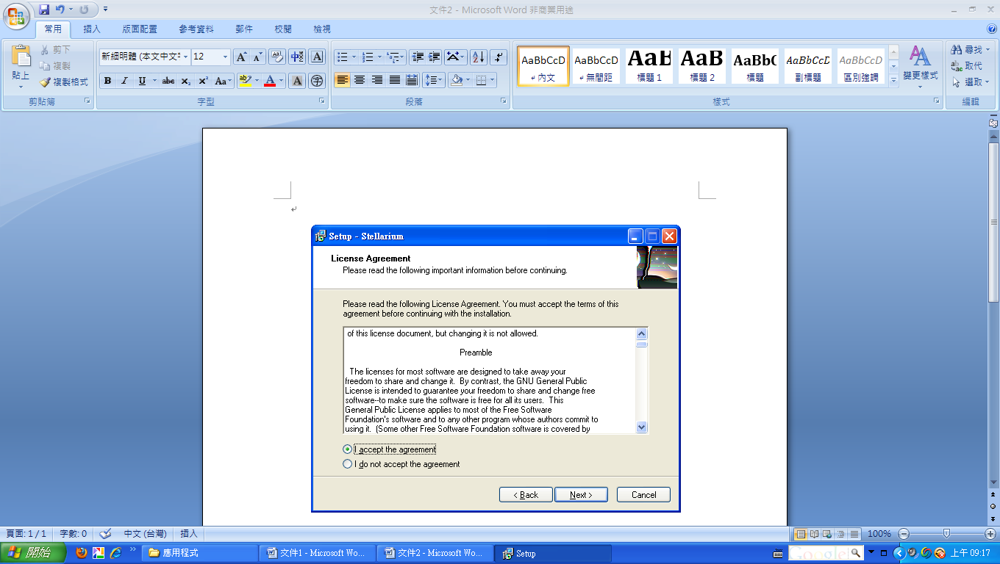 文件2 - Microsoft Word 非商業用途
常用 插入 版面配置 參考資料 郵件 校閱 檢視
貼上
剪下
複製
複製格式
剪貼簿
新細明體 (本文中文字 12
字型
段落
AaBbCcD AaBbCcD AaB AaB AaBbC AaBbCcD AaBbCcD
內文 無間距 標題 1 標題 2 標題 副標題 區別強調
變更樣式
樣式
尋找
取代
選取
編輯
Setup - Stellarium
License Agreement
Please read the following important information before continuing.
Please read the following License Agreement. You must accept the terms of this
agreement before continuing with the installation.
of this license document, but changing it is not allowed.
Preamble
The licenses for most software are designed to take away your
freedom to share and change it. By contrast, the GNU General Public
License is intended to guarantee your freedom to share and change free
software--to make sure the software is free for all its users. This
General Public License applies to most of the Free Software
Foundation's software and to any other program whose authors commit to
using it. (Some other Free Software Foundation software is covered by
I accept the agreement
I do not accept the agreement
< Back Next > Cancel
頁面: 1 / 1 字數: 0 中文 (台灣) 插入 100%
開始 應用程式 文件1 - Microsoft Wo... 文件2 - Microsoft Wo... Setup Google 上午 09:17